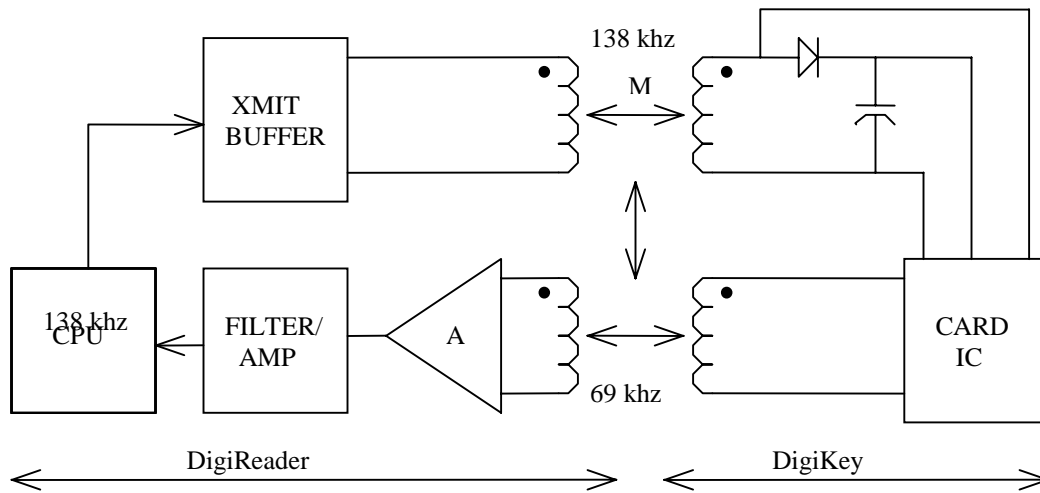 138 khz
M
XMIT
BUFFER
138 khz
CPU
FILTER/
AMP
A
69 khz
CARD
IC
DigiReader
DigiKey